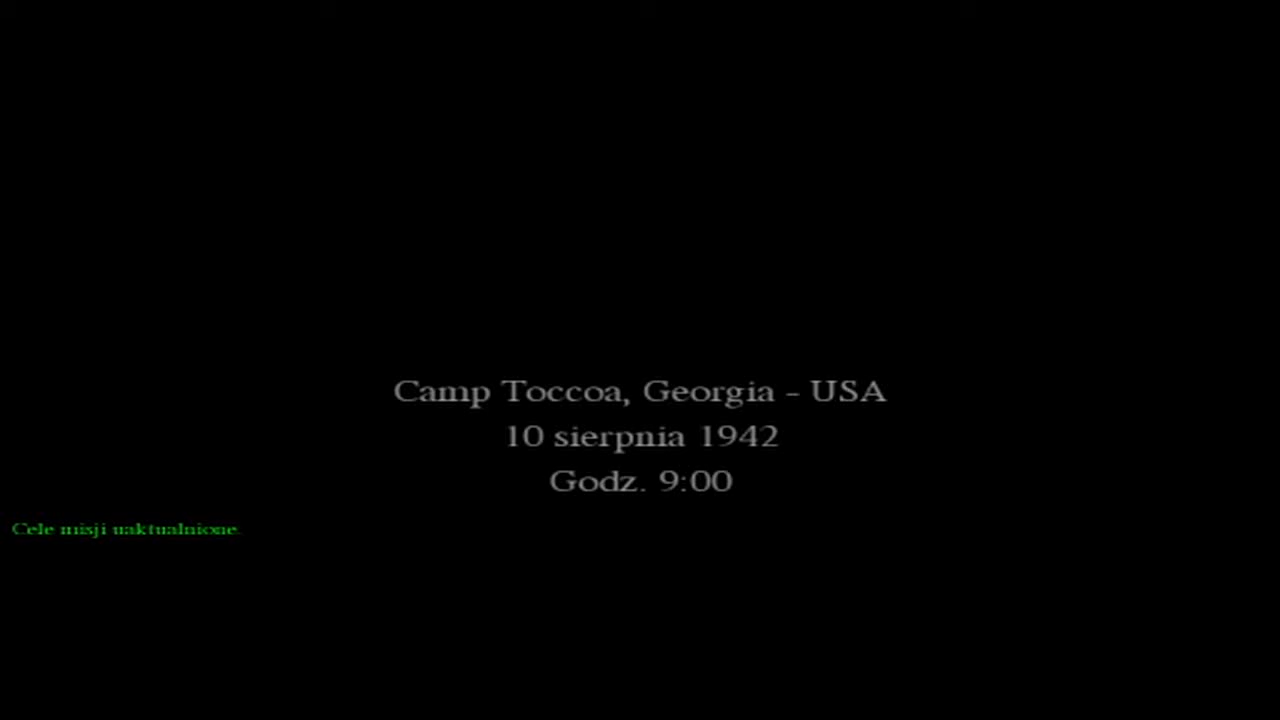 Camp Toccoa, Georgia - USA
10 sierpnia 1942
Godz. 9:00
Cele misji uaktualnione.